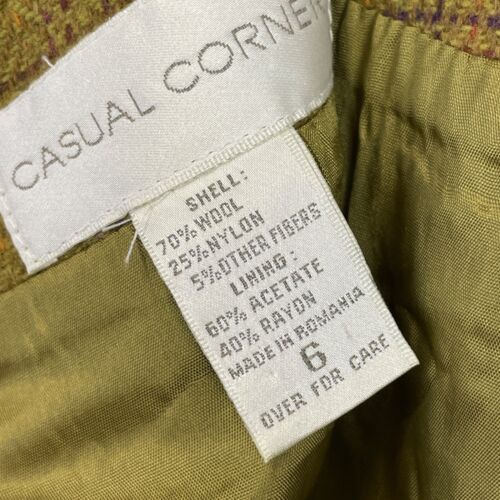 CASUAL CORNER
SHELL:
70% WOOL
25% NYLON
5% OTHER FIBERS
LINING:
60% ACETATE
40% RAYON
MADE IN ROMANIA
6
OVER FOR CARE